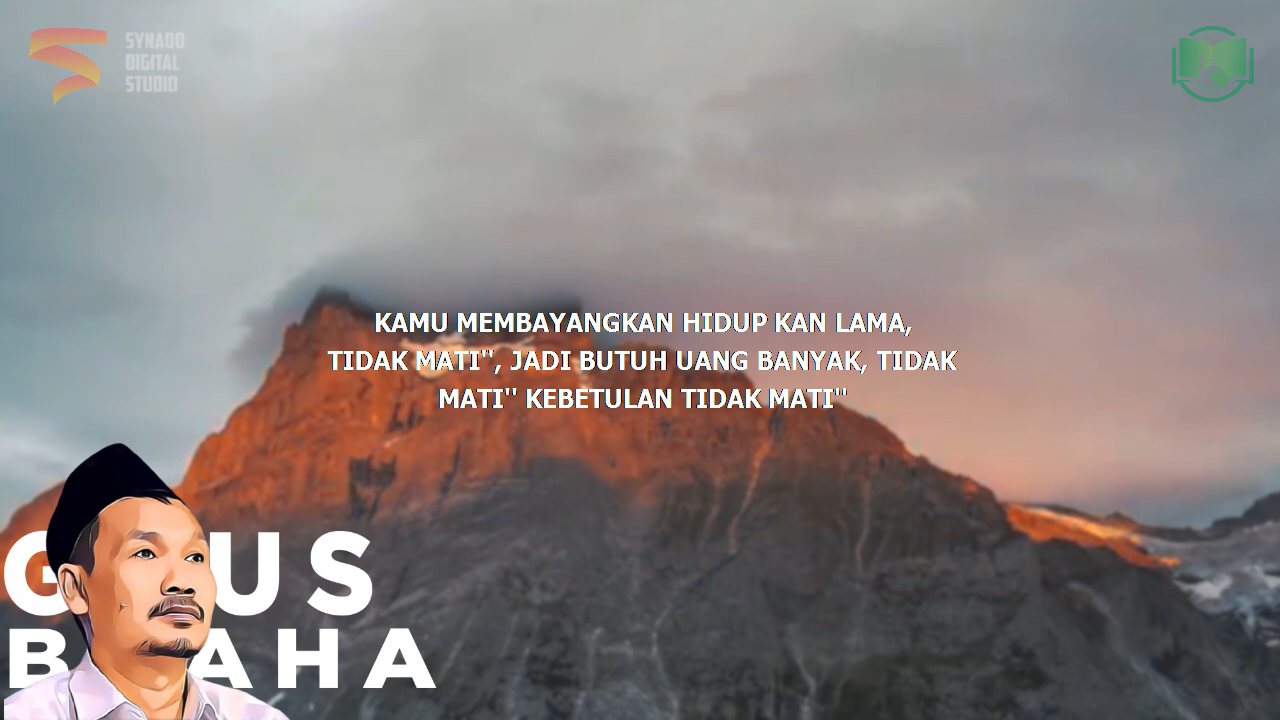 SYNADO
DIGITAL
STUDIO
KAMU MEMBAYANGKAN HIDUP KAN LAMA,
TIDAK MATI", JADI BUTUH UANG BANYAK, TIDAK
MATI" KEBETULAN TIDAK MATI"
GUS
BAHA